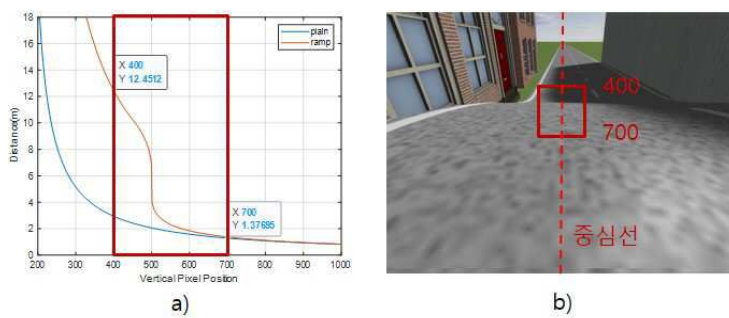 18
16
14
12
10
8
6
4
2
0
Distance(m)
200 300 400 500 600 700 800 900 1000
Vertical Pixel Postion
plain
ramp
X 400
Y 12.4512
X 700
Y 1.37695
a)
400
700
중심선
b)